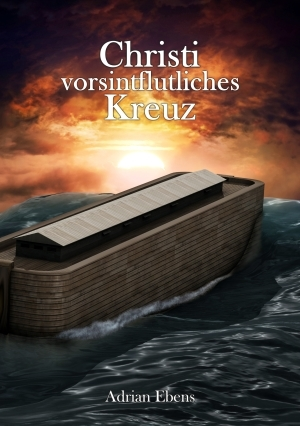 Christi
vorsintflutliches
Kreuz
Adrian Ebens